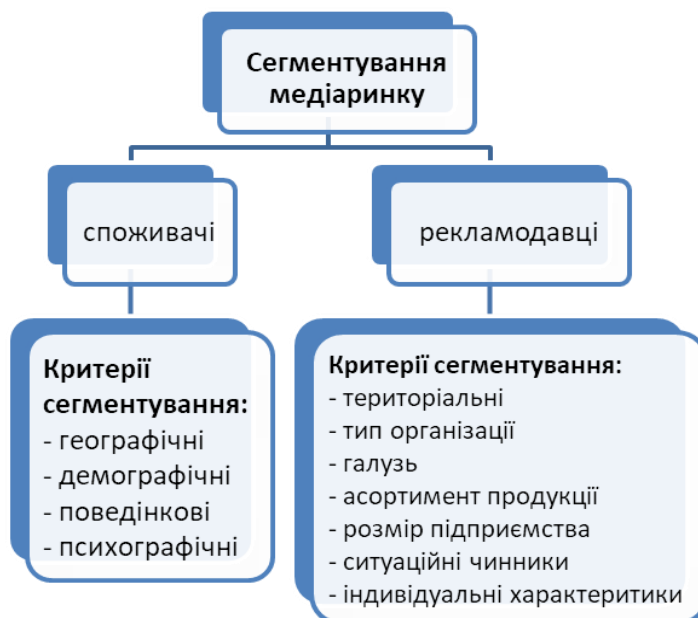 Сегментування
медіаринку
споживачі
рекламодавці
Критерії
сегментування:
- географічні
- демографічні
- поведінкові
- психографічні
Критерії сегментування:
- територіальні
- тип організації
- галузь
- асортимент продукції
- розмір підприємства
- ситуаційні чинники
- індивідуальні характеритики